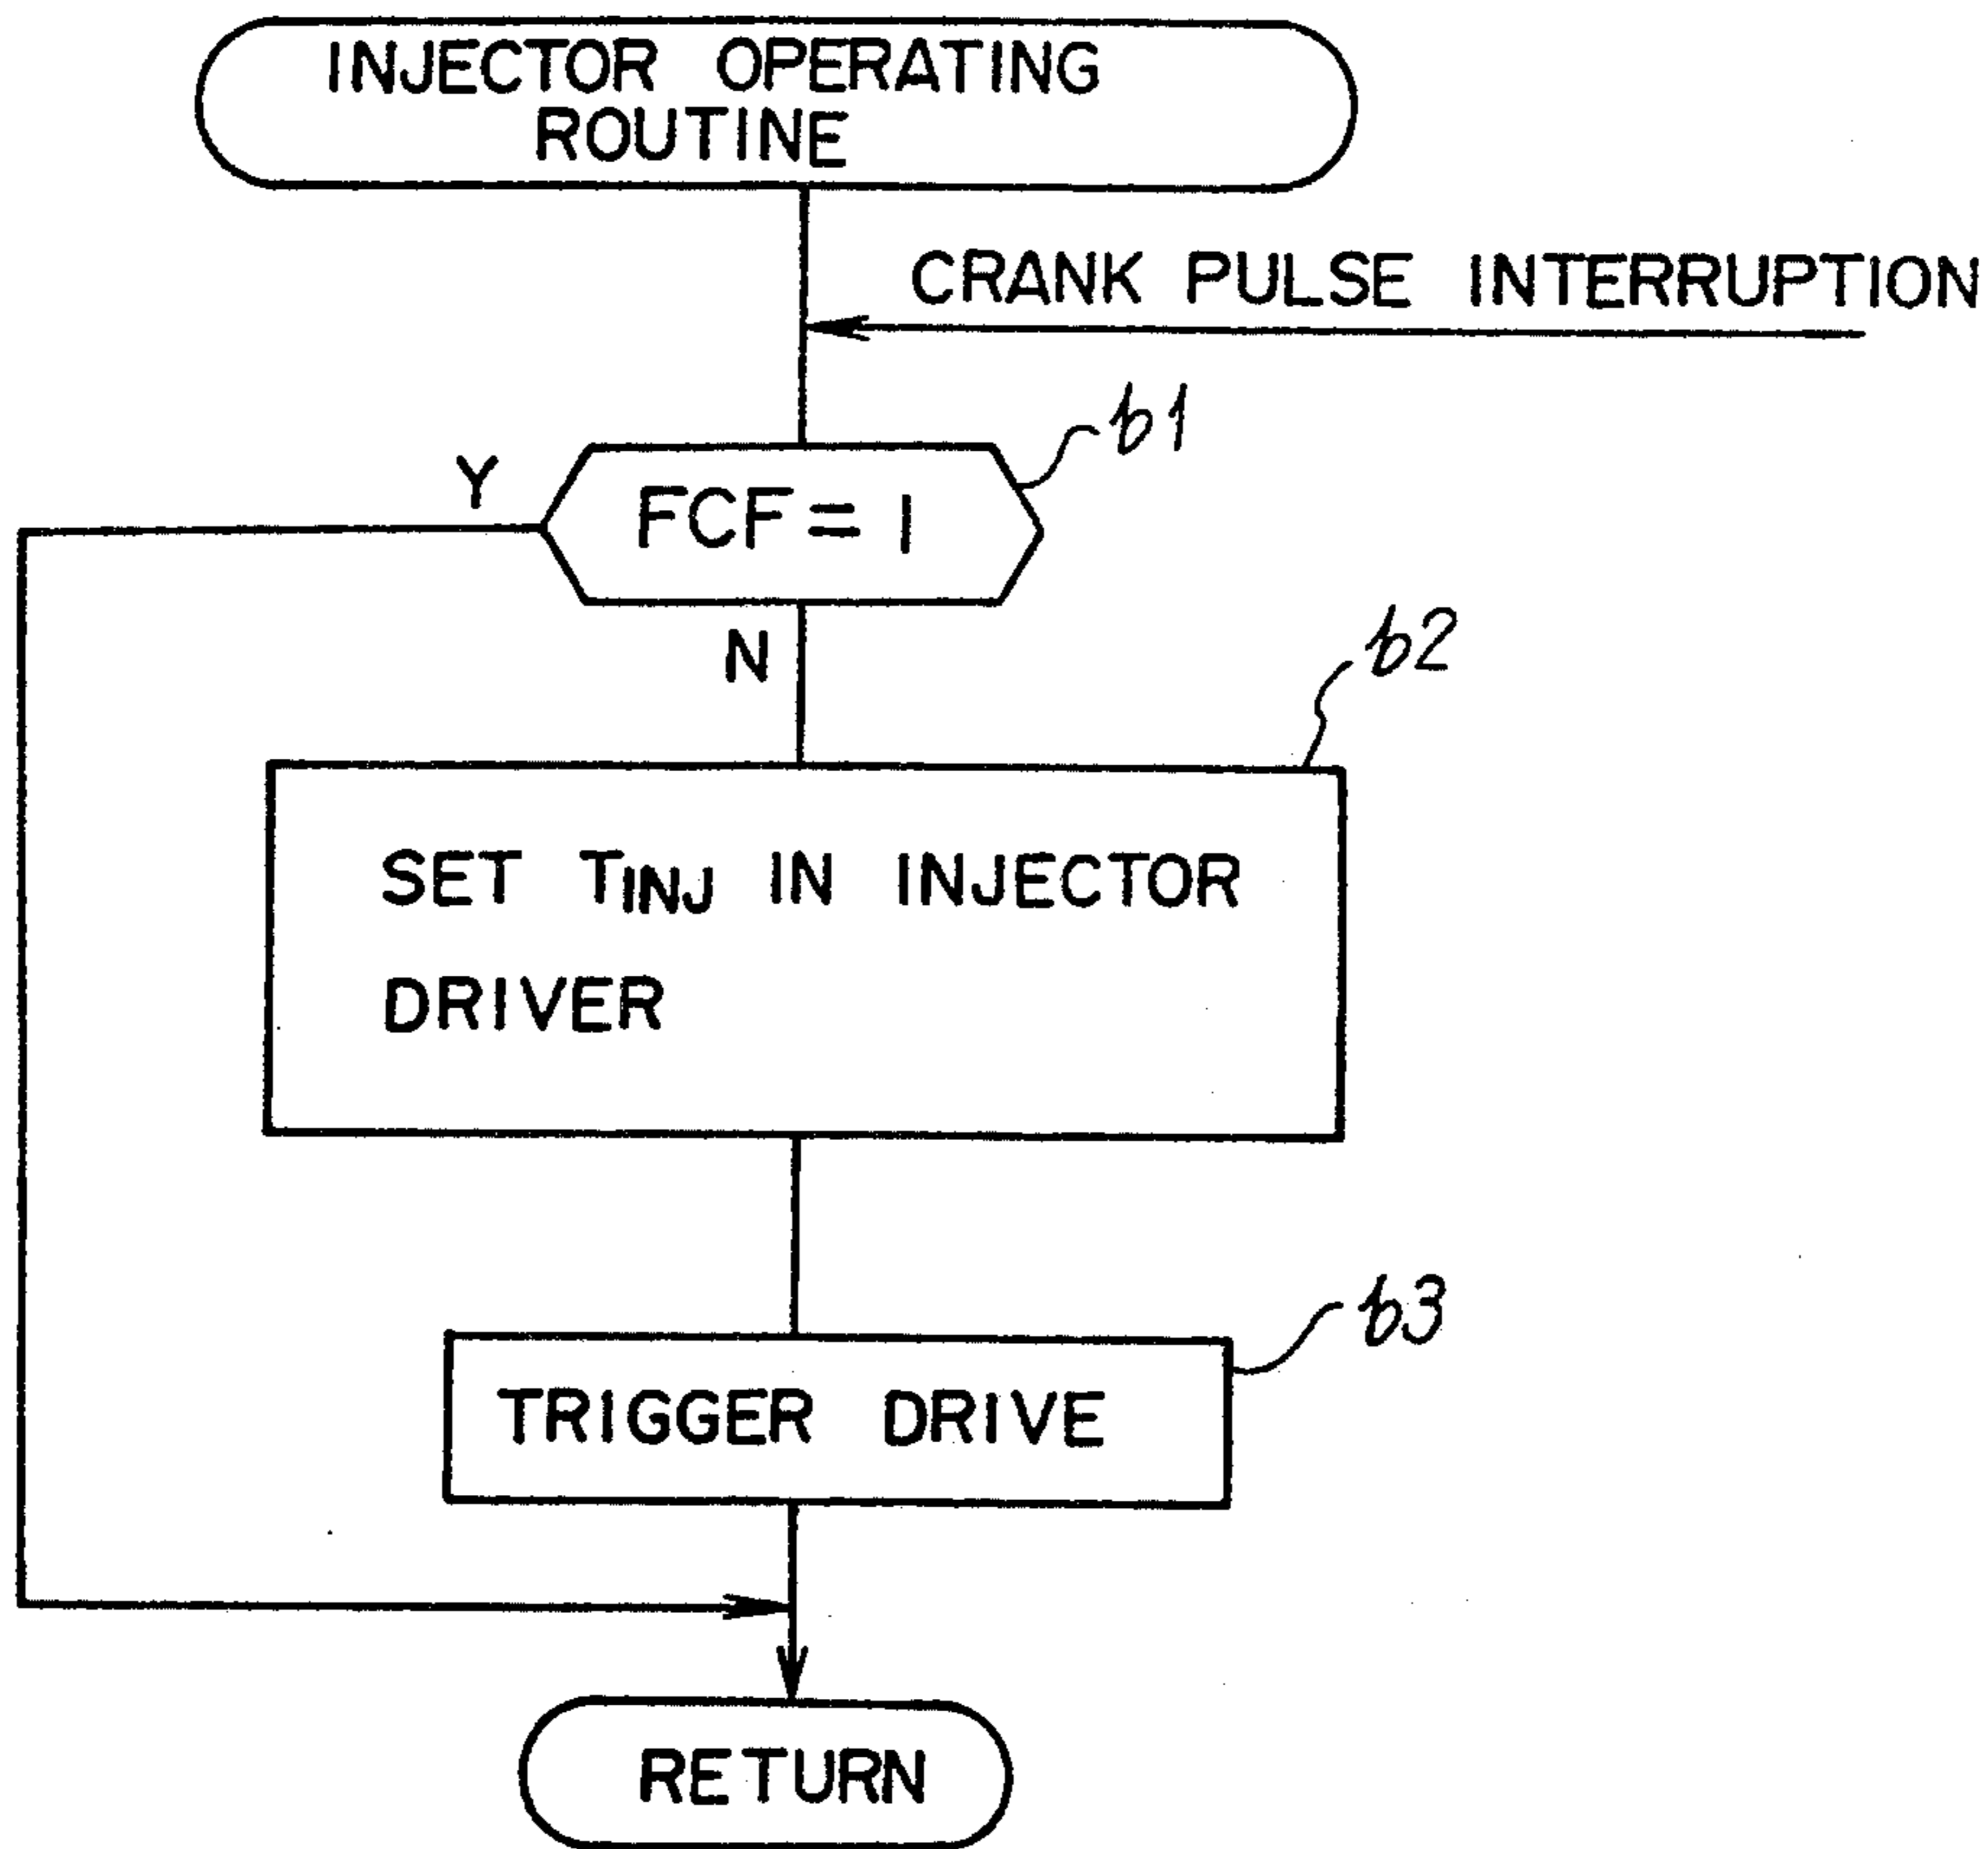 INJECTOR OPERATING
ROUTINE
CRANK PULSE INTERRUPTION
b1
Y
FCF = 1
N
b2
SET TINJ IN INJECTOR
DRIVER
b3
TRIGGER DRIVE
RETURN